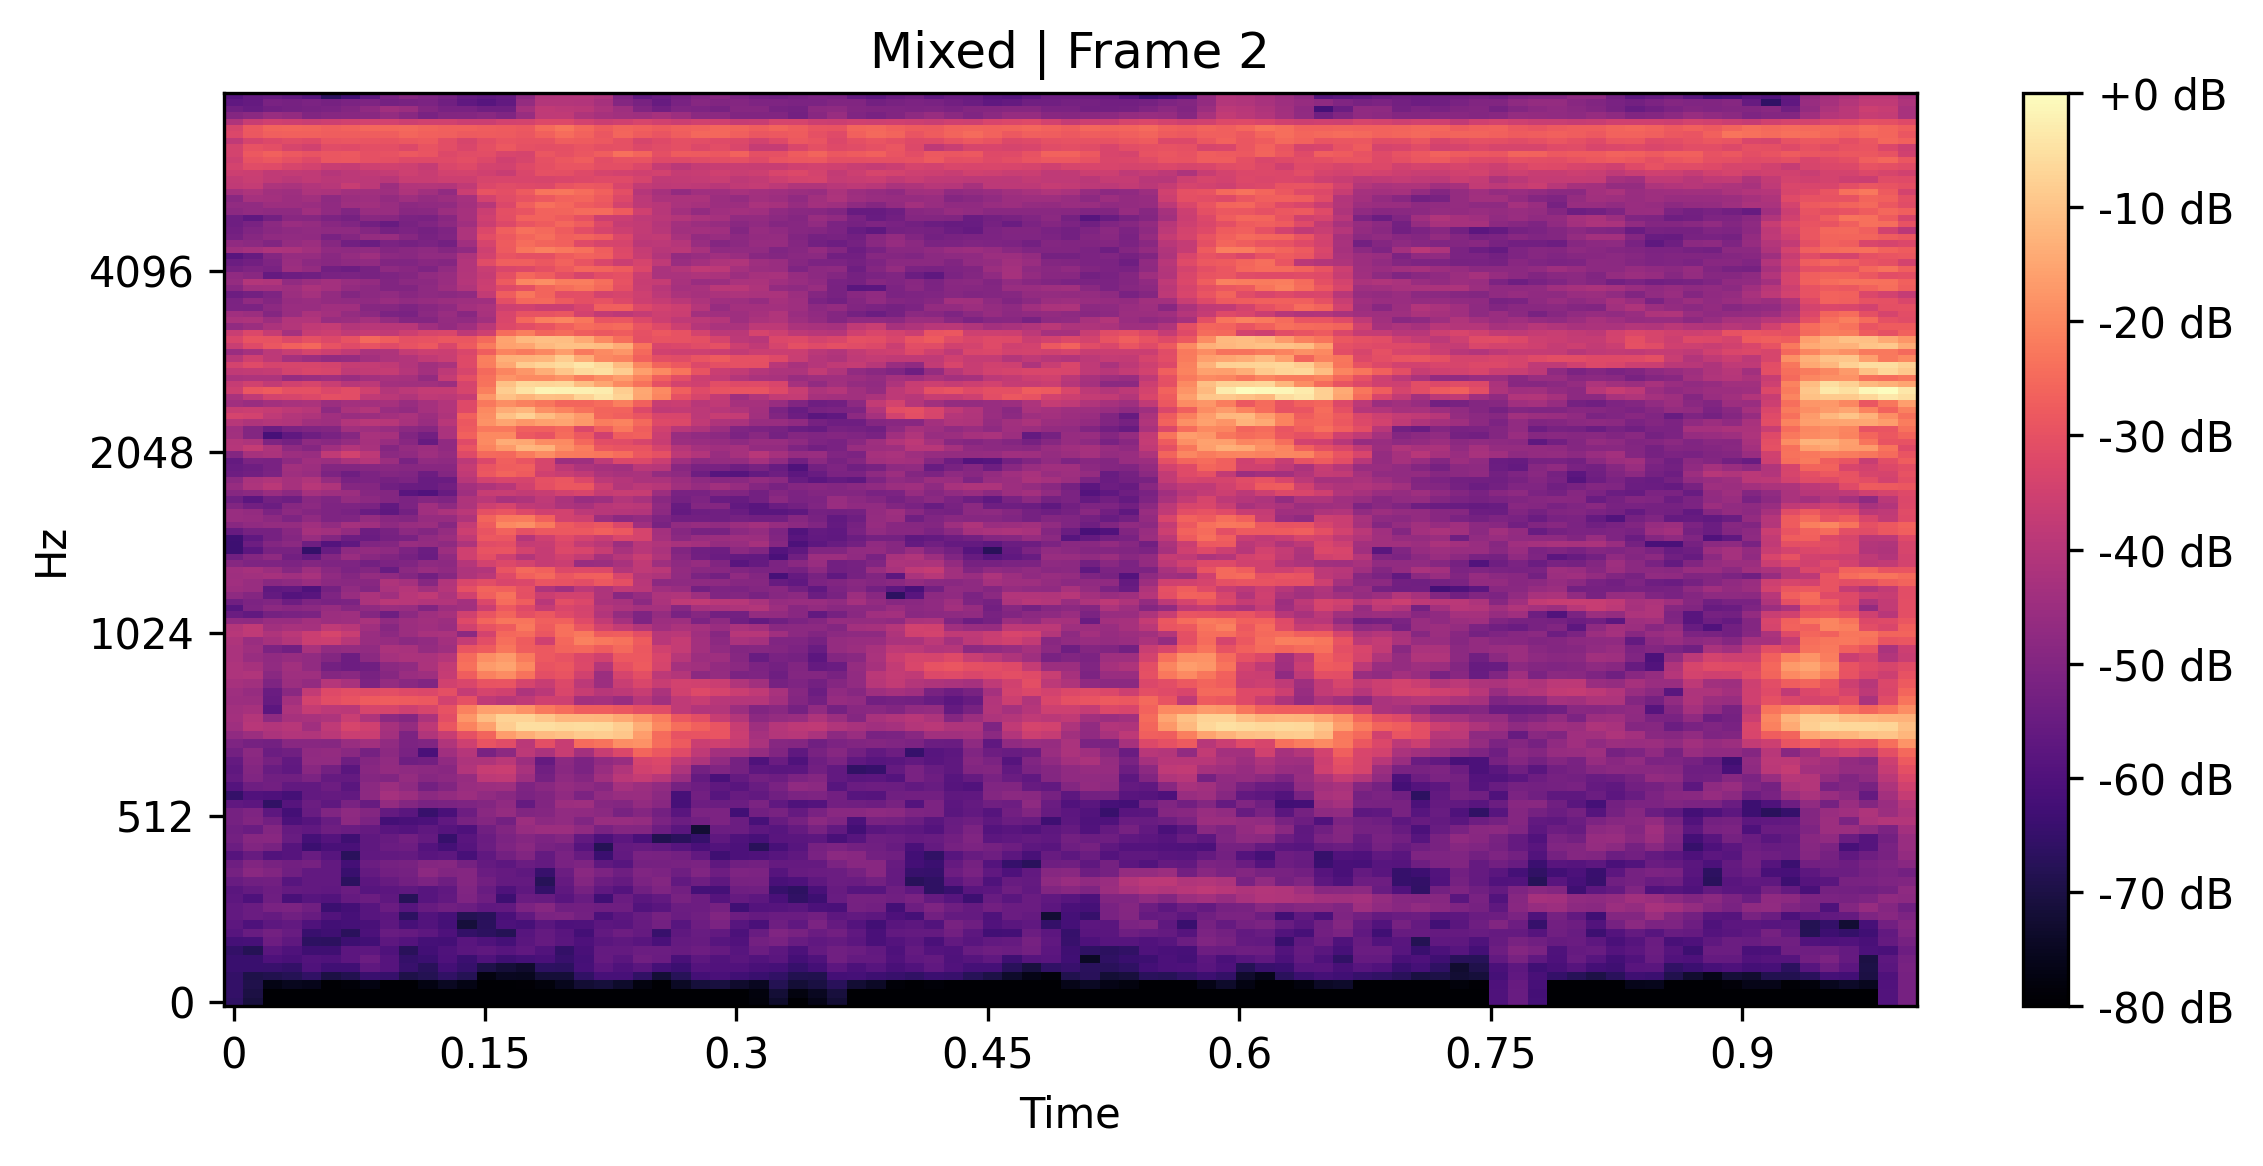 Mixed | Frame 2
Hz
4096
2048
1024
512
0
0 0.15 0.3 0.45 0.6 0.75 0.9
Time
+0 dB
-10 dB
-20 dB
-30 dB
-40 dB
-50 dB
-60 dB
-70 dB
-80 dB